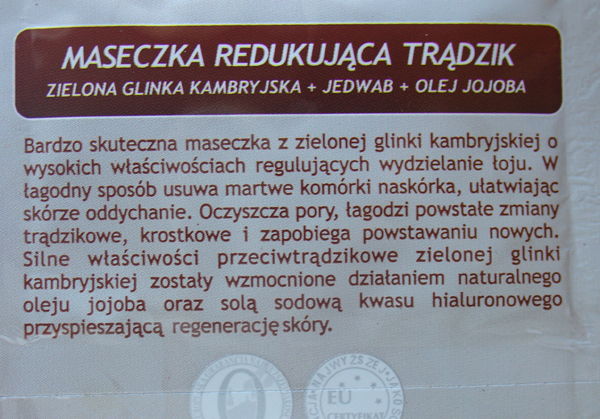 MASECZKA REDUKUJĄCA TRĄDZIK
ZIELONA GLINKA KAMBRYJSKA + JEDWAB + OLEJ JOJOBA
Bardzo skuteczna maseczka z zielonej glinki kambryjskiej o
wysokich właściwościach regulujących wydzielanie łoju. W
łagodny sposób usuwa martwe komórki naskórka, ułatwiając
skórze oddychanie. Oczyszcza pory, łagodzi powstałe zmiany
trądzikowe, krostkowe i zapobiega powstawaniu nowych.
Silne właściwości przeciwtrądzikowe zielonej glinki
kambryjskiej zostały wzmocnione działaniem naturalnego
oleju jojoba oraz solą sodową kwasu hialuronowego
przyspieszającą regenerację skóry.
EU